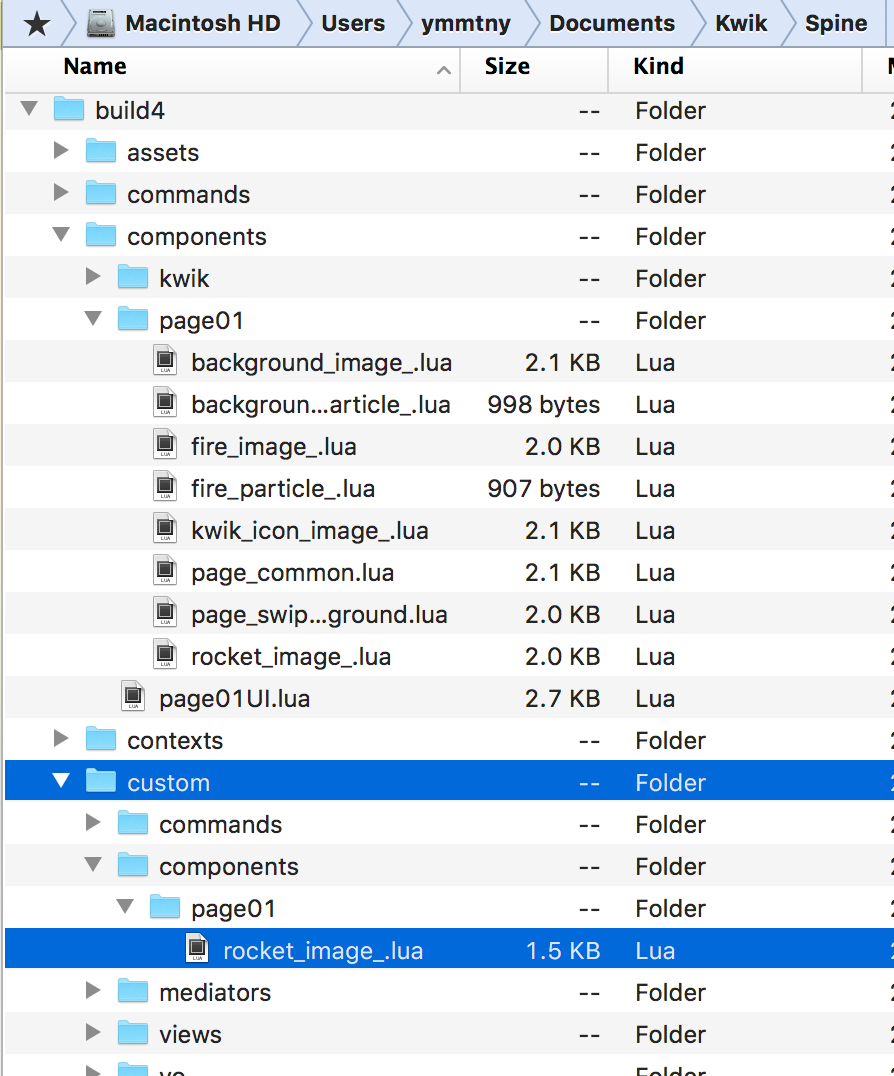 Macintosh HD Users ymmtny Documents Kwik Spine
Name Size Kind
build4 -- Folder
assets -- Folder
commands -- Folder
components -- Folder
kwik -- Folder
page01 -- Folder
background_image_.lua 2.1 KB Lua
backgroun...article_.lua 998 bytes Lua
fire_image_.lua 2.0 KB Lua
fire_particle_.lua 907 bytes Lua
kwik_icon_image_.lua 2.1 KB Lua
page_common.lua 2.1 KB Lua
page_swip...ground.lua 2.0 KB Lua
rocket_image_.lua 2.0 KB Lua
page01UI.lua 2.7 KB Lua
contexts -- Folder
custom -- Folder
commands -- Folder
components -- Folder
page01 -- Folder
rocket_image_.lua 1.5 KB Lua
mediators -- Folder
views -- Folder
vo -- Folder